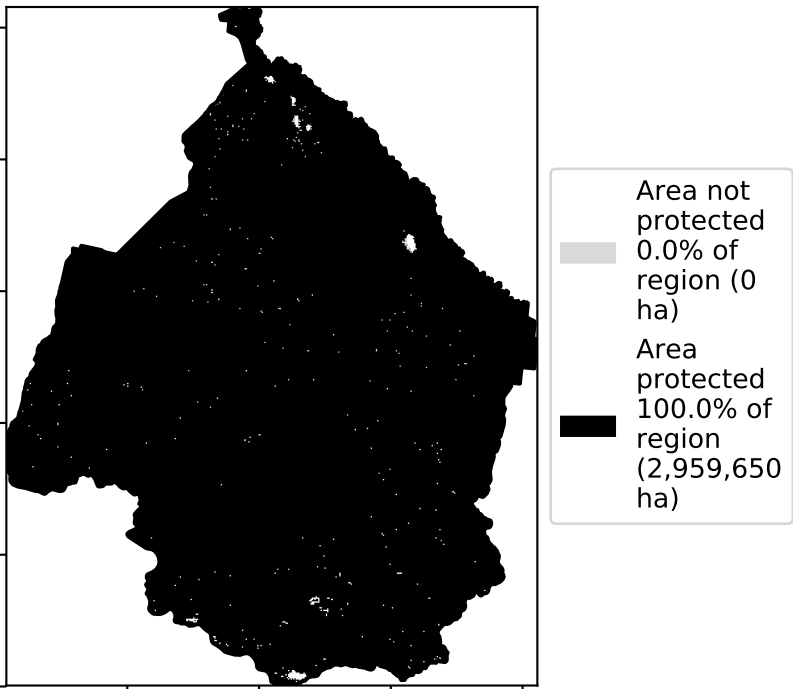 Area not
protected
0.0% of
region (0
ha)
Area
protected
100.0% of
region
(2,959,650
ha)